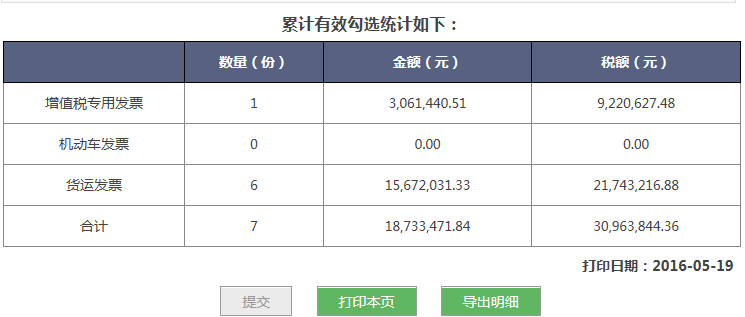 累计有效勾选统计如下：
数量（份） 金额（元） 税额（元）
增值税专用发票 1 3,061,440.51 9,220,627.48
机动车发票 0 0.00 0.00
货运发票 6 15,672,031.33 21,743,216.88
合计 7 18,733,471.84 30,963,844.36
打印日期：2016-05-19
提交 打印本页 导出明细